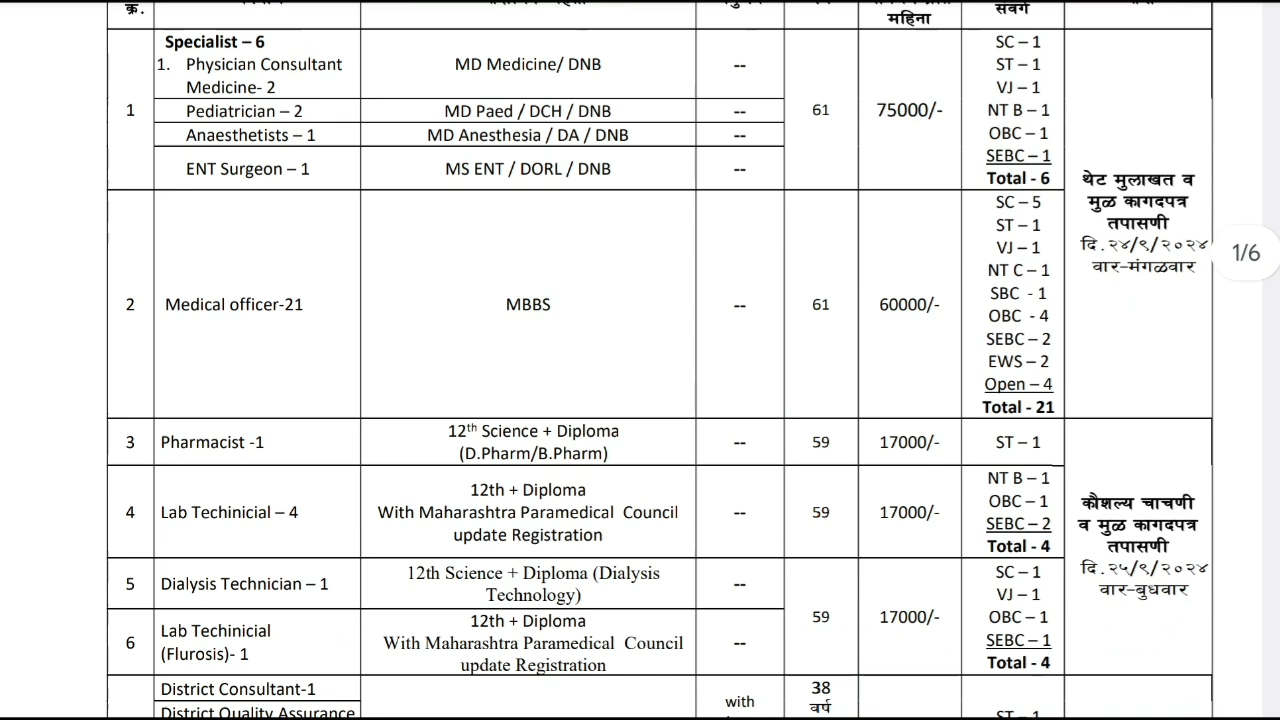 क्र.
महिना
संवर्ग
1
Specialist – 6
1. Physician Consultant
Medicine- 2
MD Medicine/ DNB
--
Pediatrician – 2
MD Paed / DCH / DNB
--
Anaesthetists – 1
MD Anesthesia / DA / DNB
--
ENT Surgeon – 1
MS ENT / DORL / DNB
--
61
75000/-
SC – 1
ST – 1
VJ – 1
NT B – 1
OBC – 1
SEBC – 1
Total - 6
थेट मुलाखत व
मुळ कागदपत्र
तपासणी
दि.२४/९/२०२४
वार-मंगळवार
1/6
2
Medical officer-21
MBBS
--
61
60000/-
SC – 5
ST – 1
VJ – 1
NT C – 1
SBC - 1
OBC - 4
SEBC – 2
EWS – 2
Open – 4
Total - 21
3
Pharmacist -1
12th Science + Diploma
(D.Pharm/B.Pharm)
--
59
17000/-
ST – 1
4
Lab Techinicial – 4
12th + Diploma
With Maharashtra Paramedical Council
update Registration
--
59
17000/-
NT B – 1
OBC – 1
SEBC – 2
Total - 4
कौशल्य चाचणी
व मुळ कागदपत्र
तपासणी
दि.२५/९/२०२४
वार-बुधवार
5
Dialysis Technician – 1
12th Science + Diploma (Dialysis
Technology)
--
6
Lab Techinicial
(Flurosis)- 1
12th + Diploma
With Maharashtra Paramedical Council
update Registration
--
59
17000/-
SC – 1
VJ – 1
OBC – 1
SEBC – 1
Total - 4
District Consultant-1
District Quality Assurance
with
38
वर्ष
ST – 1